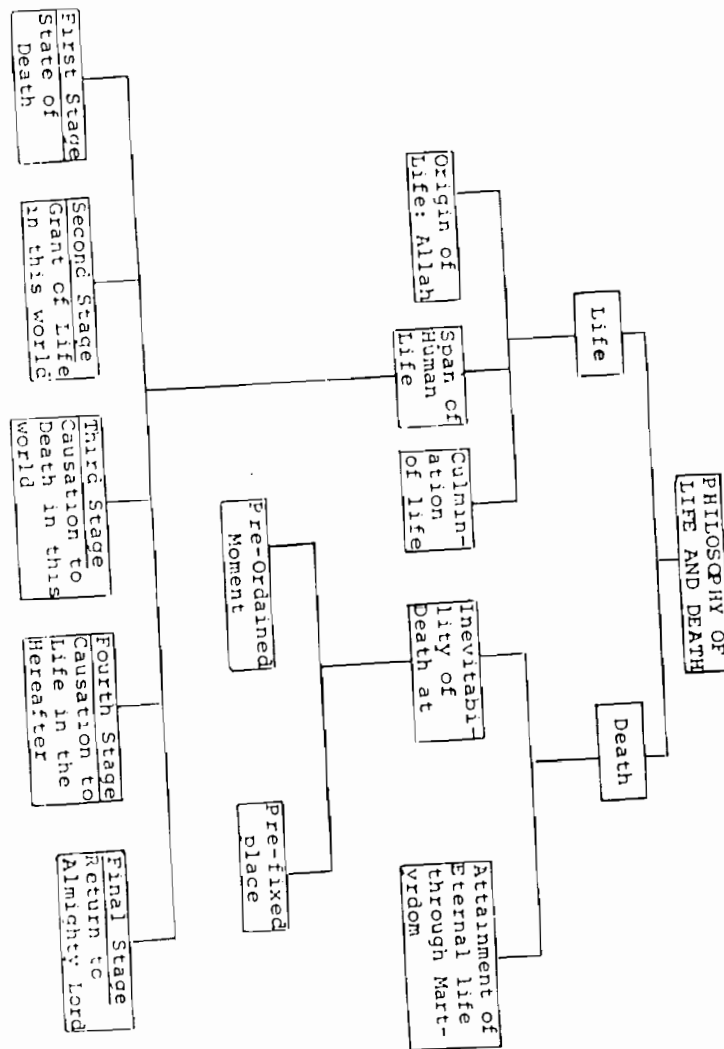 PHILOSOPHY OF
LIFE AND DEATH
Life
Death
Origin of
Life: Allah
Span of
Human
Life
Culmin-
ation
of life
Inevitabi-
lity of
Death at
Attainment of
Eternal life
through Mart-
yrdom
Pre-Ordained
Moment
Pre-fixed
place
First Stage
State of
Death
Second Stage
Grant of Life
in this world
Third Stage
Causation to
Death in this
world
Fourth Stage
Causation to
Life in the
Hereafter
Final Stage
Return to
Almighty Lord